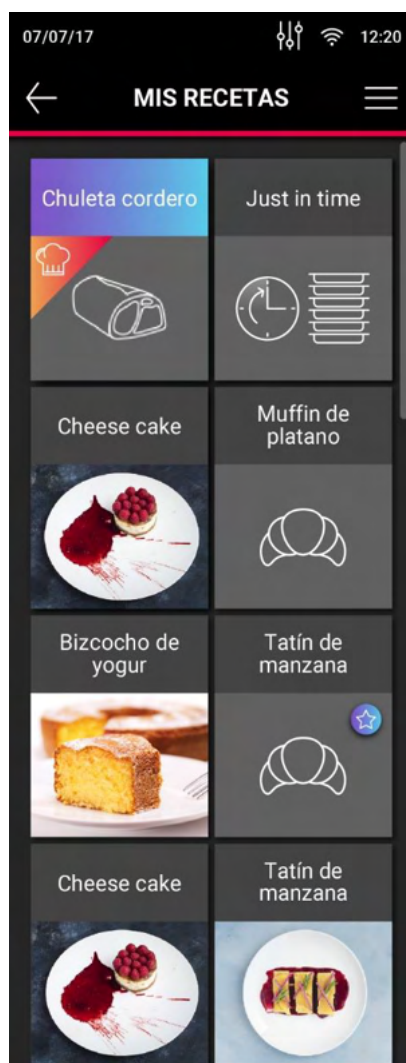 07/07/17
12:20
MIS RECETAS
Chuleta cordero
Just in time
Cheese cake
Muffin de
platano
Bizcocho de
yogur
Tatín de
manzana
Cheese cake
Tatín de
manzana